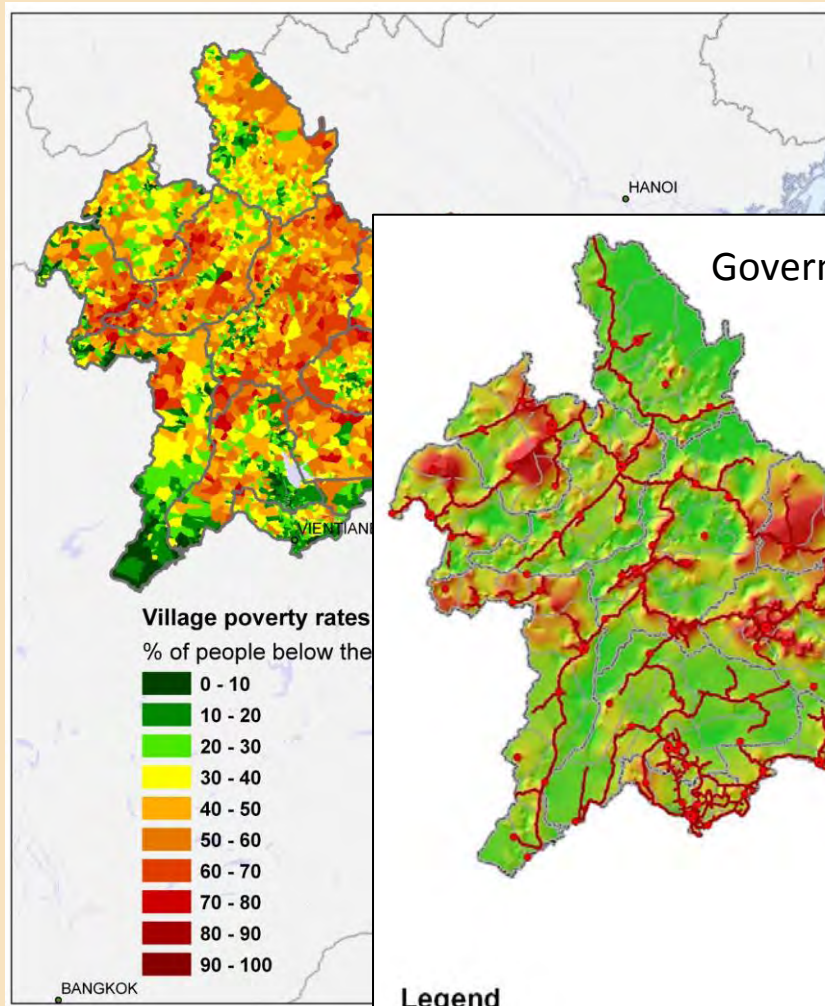 HANOI
Govern
VIENTIANE
Village poverty rates
% of people below the
0 - 10
10 - 20
20 - 30
30 - 40
40 - 50
50 - 60
60 - 70
70 - 80
80 - 90
90 - 100
BANGKOK
Legend